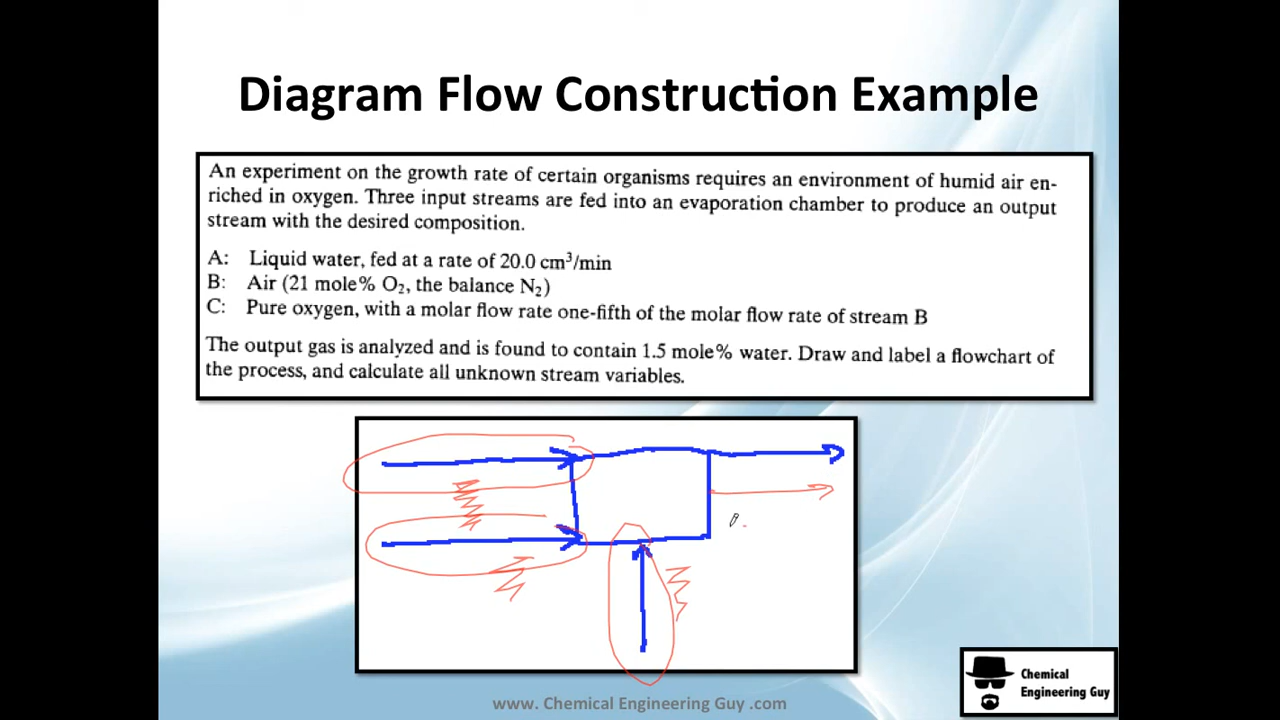 Diagram Flow Construction Example
An experiment on the growth rate of certain organisms requires an environment of humid air en-
riched in oxygen. Three input streams are fed into an evaporation chamber to produce an output
stream with the desired composition.
A: Liquid water, fed at a rate of 20.0 cm³/min
B: Air (21 mole% O₂, the balance N₂)
C: Pure oxygen, with a molar flow rate one-fifth of the molar flow rate of stream B
The output gas is analyzed and is found to contain 1.5 mole% water. Draw and label a flowchart of
the process, and calculate all unknown stream variables.
www. Chemical Engineering Guy .com
Chemical
Engineering Guy